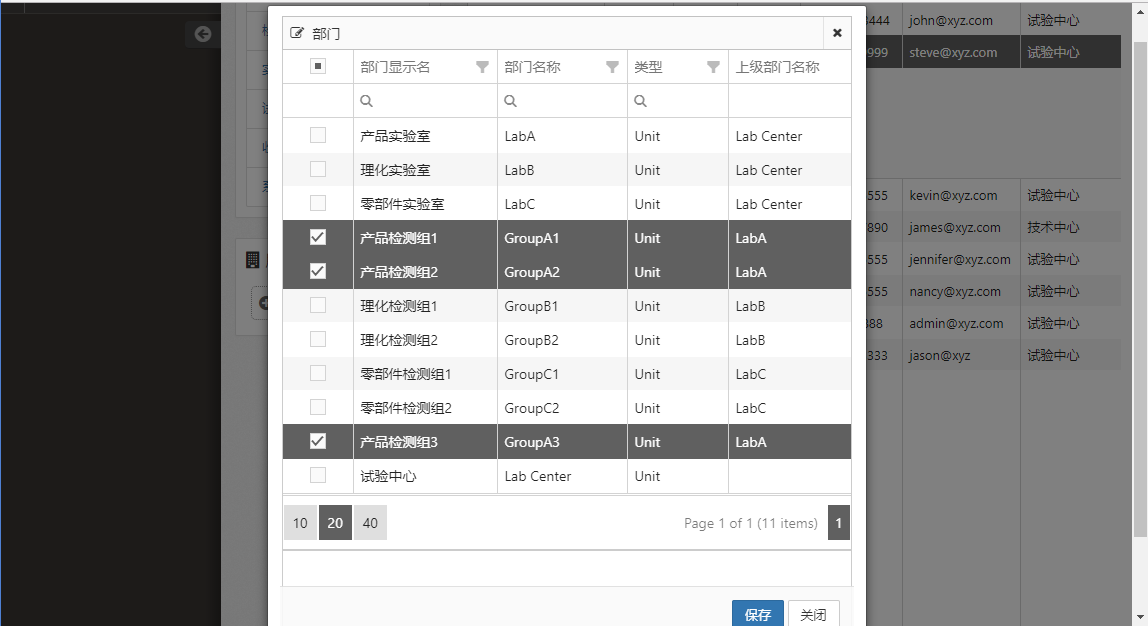 444 john@xyz.com 试验中心
部门
999 steve@xyz.com 试验中心
部门显示名 部门名称 类型 上级部门名称
产品实验室 LabA Unit Lab Center
理化实验室 LabB Unit Lab Center
555 kevin@xyz.com 试验中心
零部件实验室 LabC Unit Lab Center
890 james@xyz.com 技术中心
产品检测组1 GroupA1 Unit LabA
555 jennifer@xyz.com 试验中心
产品检测组2 GroupA2 Unit LabA
555 nancy@xyz.com 试验中心
理化检测组1 GroupB1 Unit LabB
888 admin@xyz.com 试验中心
理化检测组2 GroupB2 Unit LabB
333 jason@xyz 试验中心
零部件检测组1 GroupC1 Unit LabC
零部件检测组2 GroupC2 Unit LabC
产品检测组3 GroupA3 Unit LabA
试验中心 Lab Center Unit
10 20 40 Page 1 of 1 (11 items) 1
保存 关闭